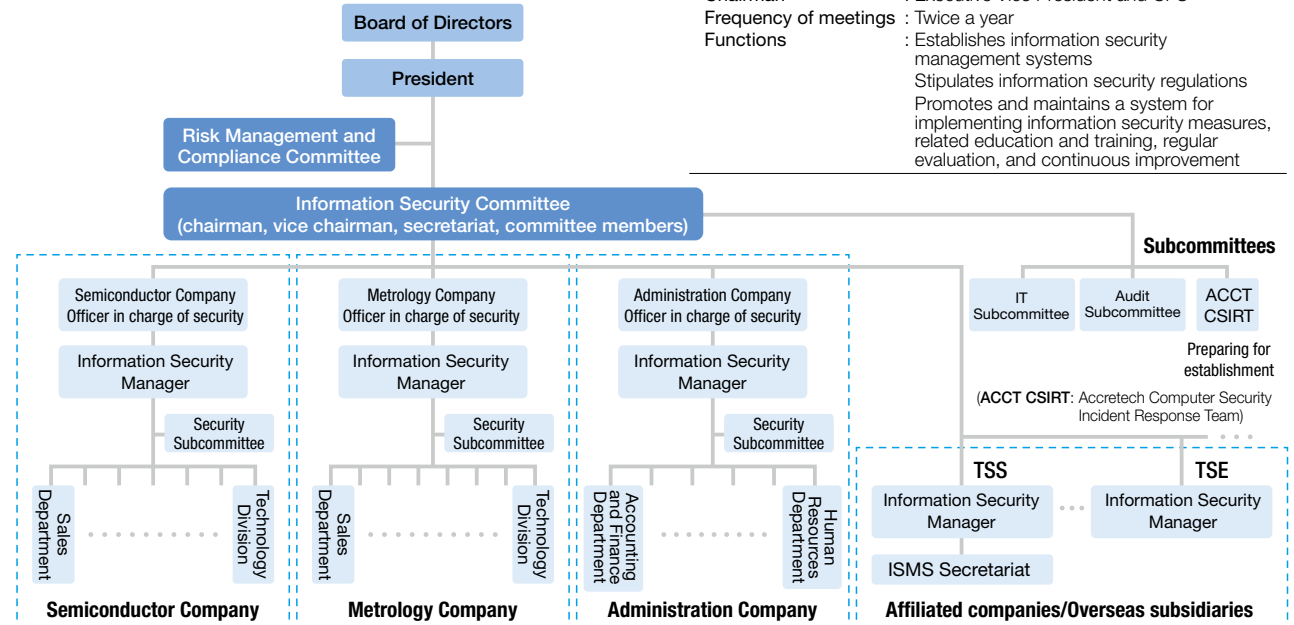 Board of Directors
President
Risk Management and
Compliance Committee
Information Security Committee
(chairman, vice chairman, secretariat, committee members)
Chairman : Executive Vice President and CFO
Frequency of meetings : Twice a year
Functions : Establishes information security
management systems
Stipulates information security regulations
Promotes and maintains a system for
implementing information security measures,
related education and training, regular
evaluation, and continuous improvement
Subcommittees
IT
Subcommittee
Audit
Subcommittee
ACCT
CSIRT
Preparing for
establishment
(ACCT CSIRT: Accretech Computer Security
Incident Response Team)
Semiconductor Company
Officer in charge of security
Information Security
Manager
Security
Subcommittee
Sales
Department
Technology
Division
Semiconductor Company
Metrology Company
Officer in charge of security
Information Security
Manager
Security
Subcommittee
Sales
Department
Technology
Division
Metrology Company
Administration Company
Officer in charge of security
Information Security
Manager
Security
Subcommittee
Accounting
and Finance
Department
Human
Resources
Department
Administration Company
TSS
Information Security
Manager
ISMS Secretariat
TSE
Information Security
Manager
Affiliated companies/Overseas subsidiaries